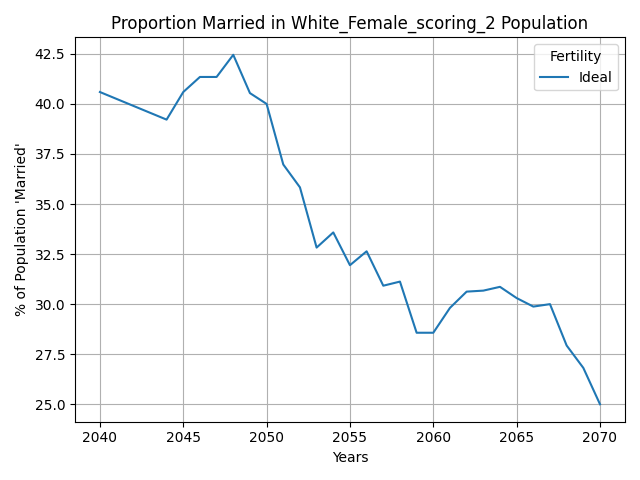 Proportion Married in White_Female_scoring_2 Population
Fertility
Ideal
% of Population 'Married'
42.5
40.0
37.5
35.0
32.5
30.0
27.5
25.0
2040 2045 2050 2055 2060 2065 2070
Years